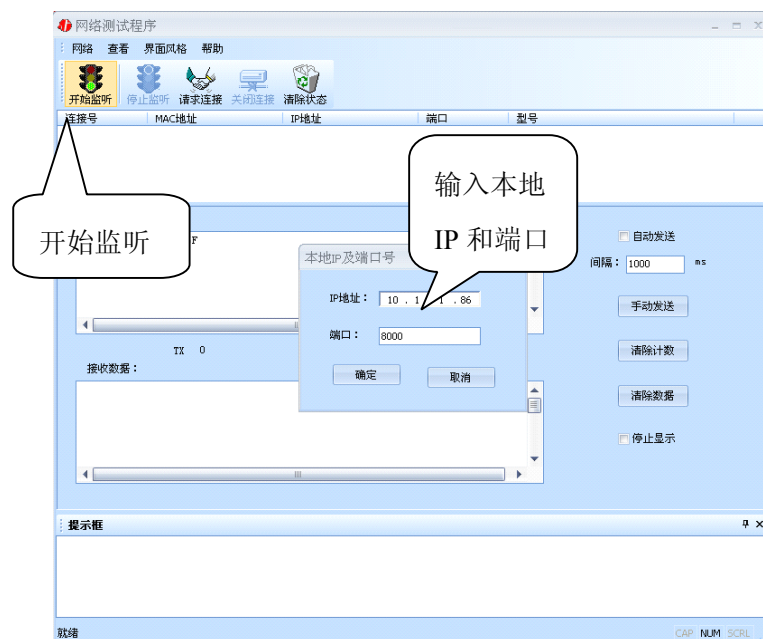 网络测试程序
网络 查看 界面风格 帮助
开始监听 停止监听 请求连接 关闭连接 清除状态
连接号 MAC地址 IP地址 端口 型号
输入本地
IP 和端口
开始监听
F
自动发送
本地IP及端口号
间隔： 1000 ms
IP地址： 10 . 1 . 1 . 86
手动发送
端口： 8000
TX 0
清除计数
接收数据：
确定 取消
清除数据
停止显示
提示框
就绪
CAP NUM SCRL